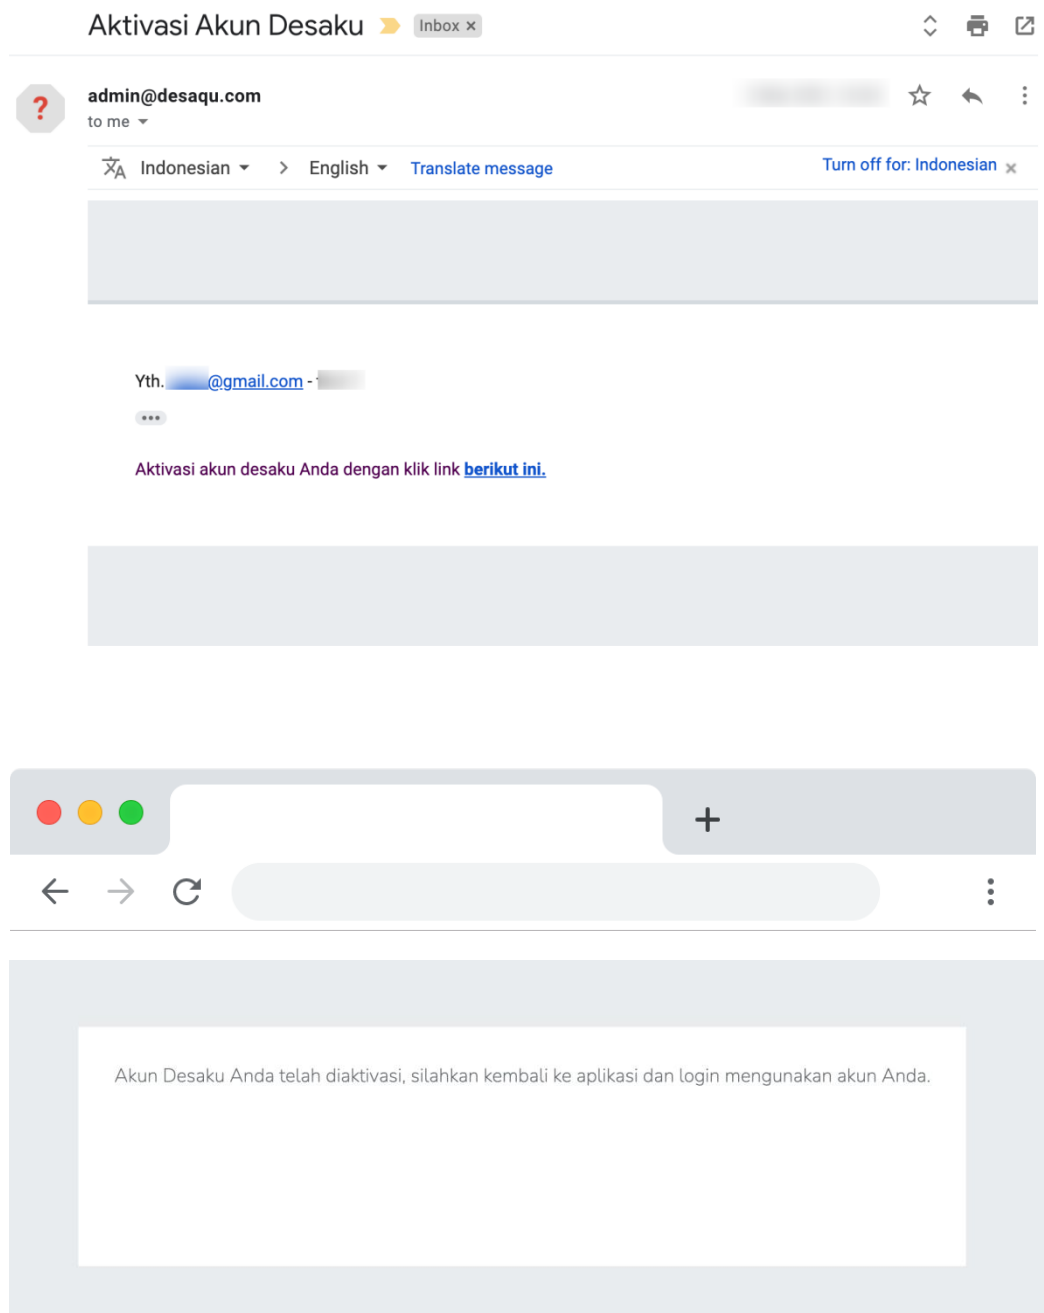 Aktivasi Akun Desaku Inbox ×
admin@desaqu.com
to me
Indonesian > English Translate message Turn off for: Indonesian ×
Yth. @gmail.com -
Aktivasi akun desaku Anda dengan klik link berikut ini.
Akun Desaku Anda telah diaktivasi, silahkan kembali ke aplikasi dan login mengunakan akun Anda.